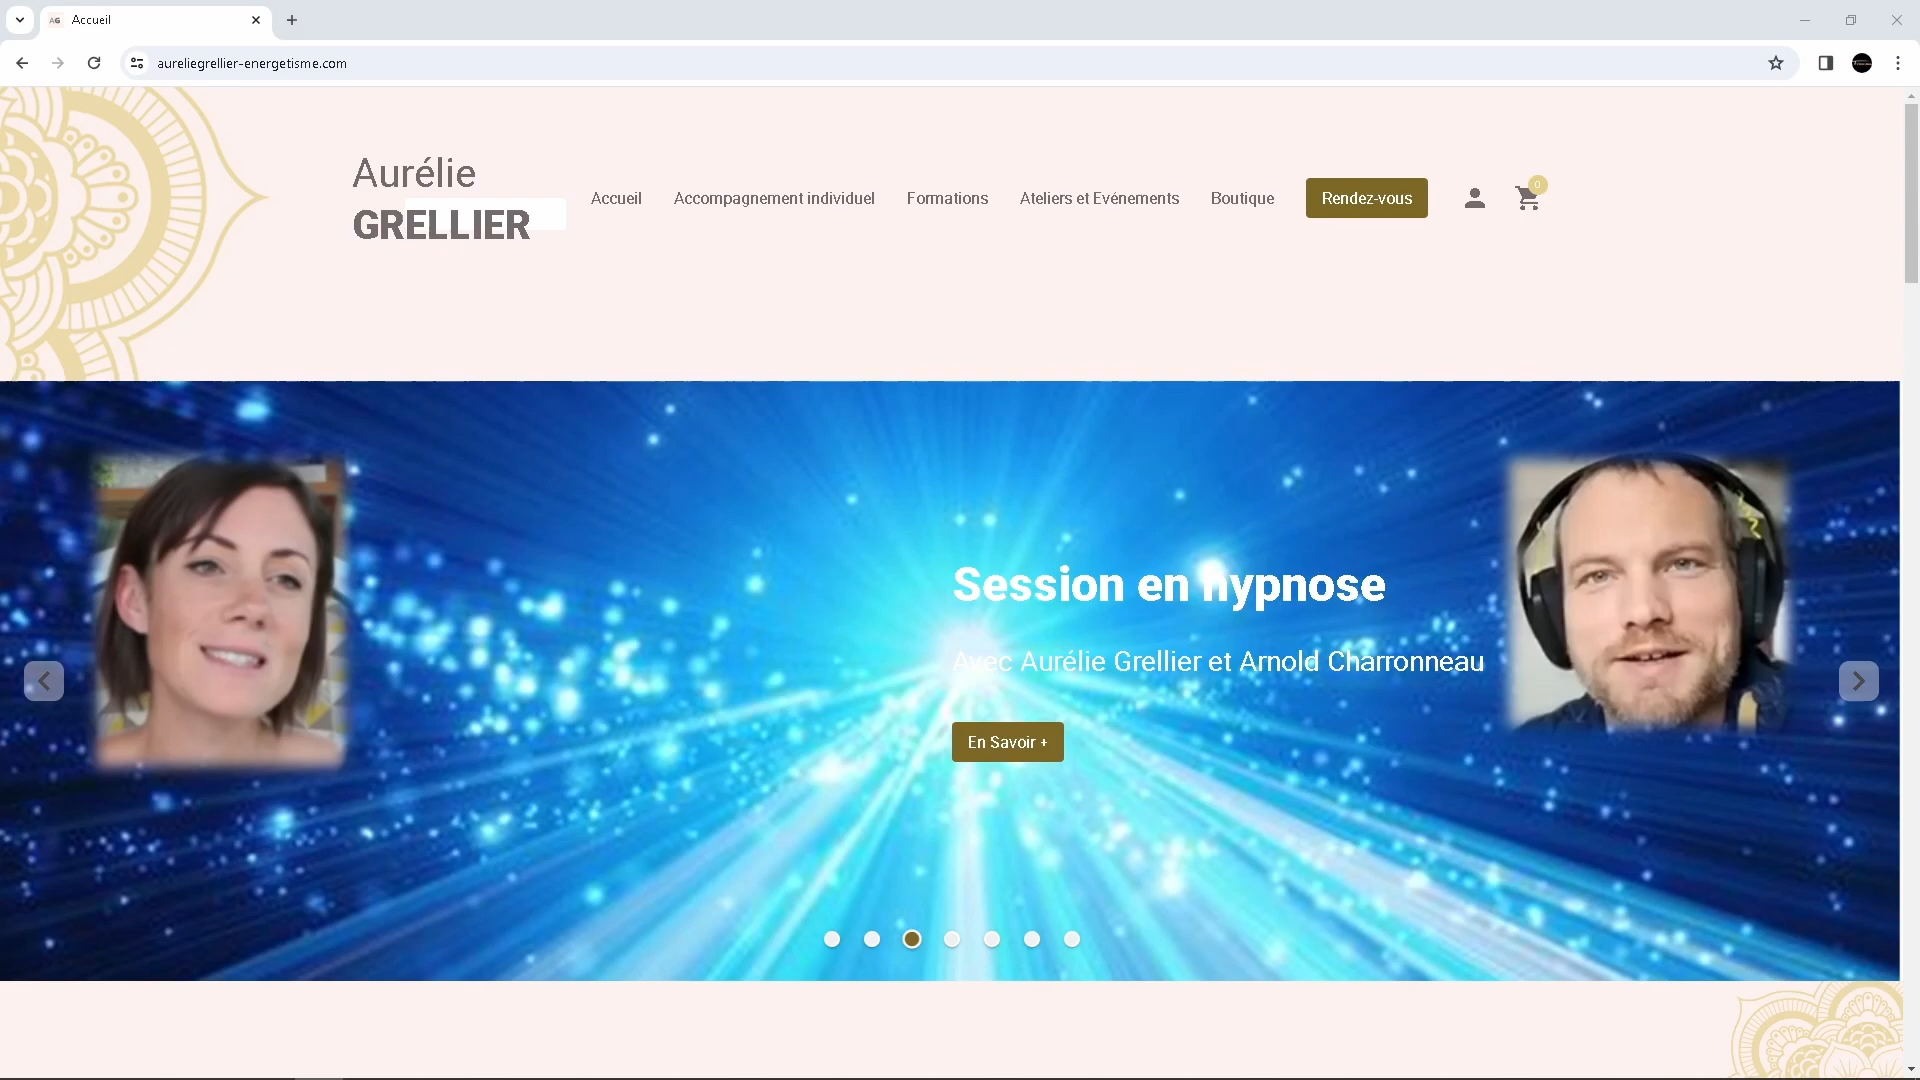 AG Accueil
aureliegrellier-energetisme.com
Aurélie
GRELLIER
Accueil Accompagnement individuel Formations Ateliers et Evénements Boutique Rendez-vous 0
Session en hypnose
Avec Aurélie Grellier et Arnold Charronneau
En Savoir +